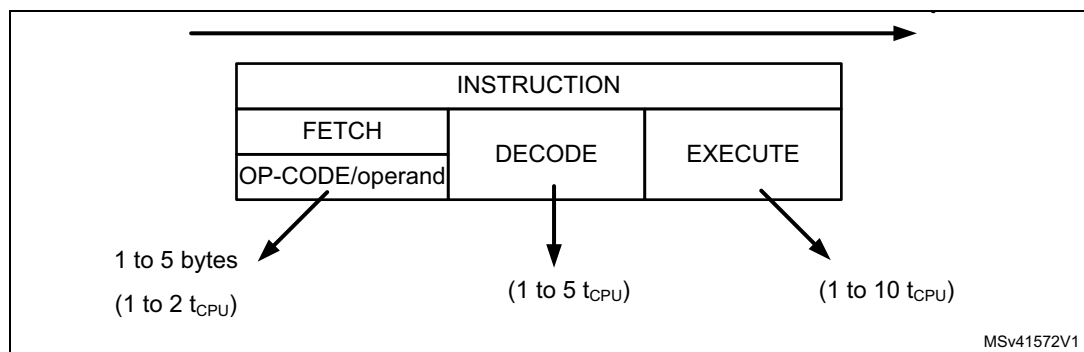 INSTRUCTION
FETCH
OP-CODE/operand
DECODE
EXECUTE
1 to 5 bytes
(1 to 2 tCPU)
(1 to 5 tCPU)
(1 to 10 tCPU)
MSv41572V1